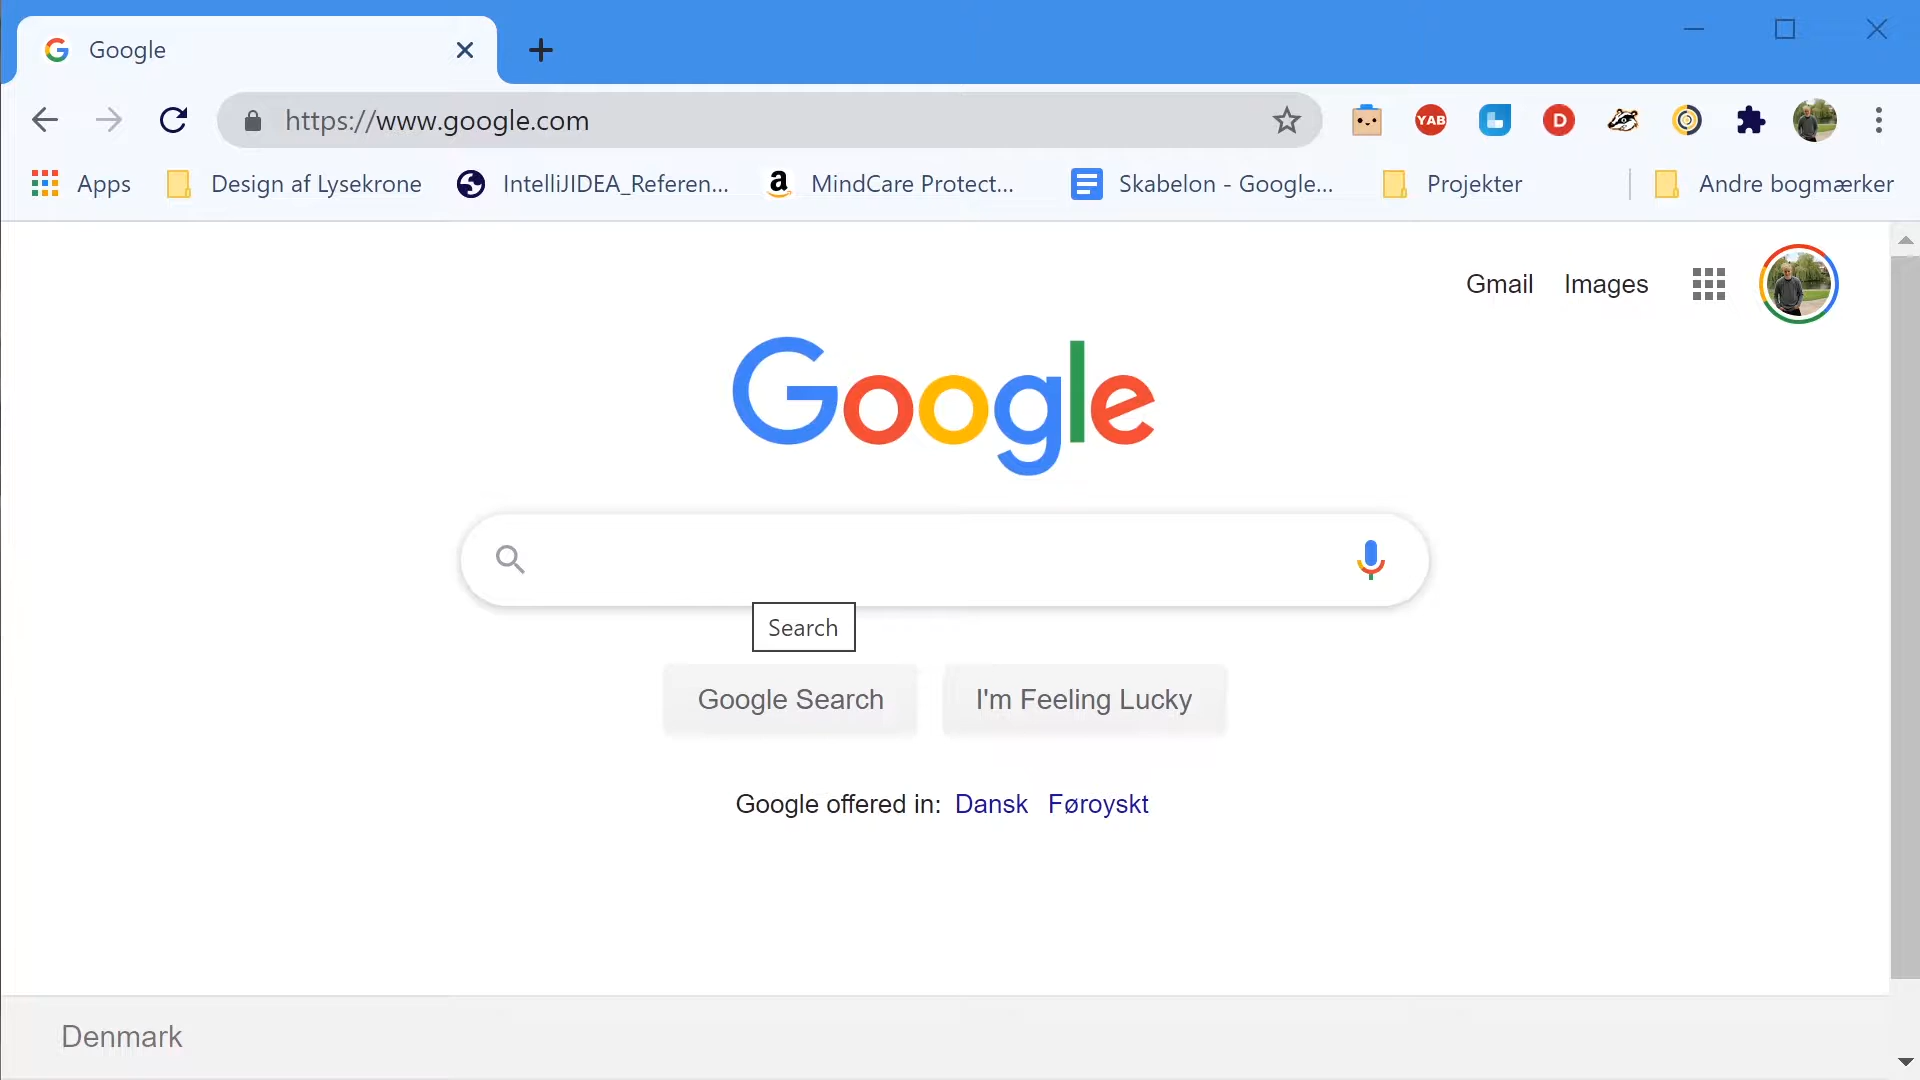 Google
https://www.google.com
YAB
D
Apps
Design af Lysekrone
IntelliJIDEA_Referen...
a
MindCare Protect...
Skabelon - Google...
Projekter
Andre bogmærker
Gmail
Images
Google
Search
Google Search
I'm Feeling Lucky
Google offered in: Dansk Føroyskt
Denmark